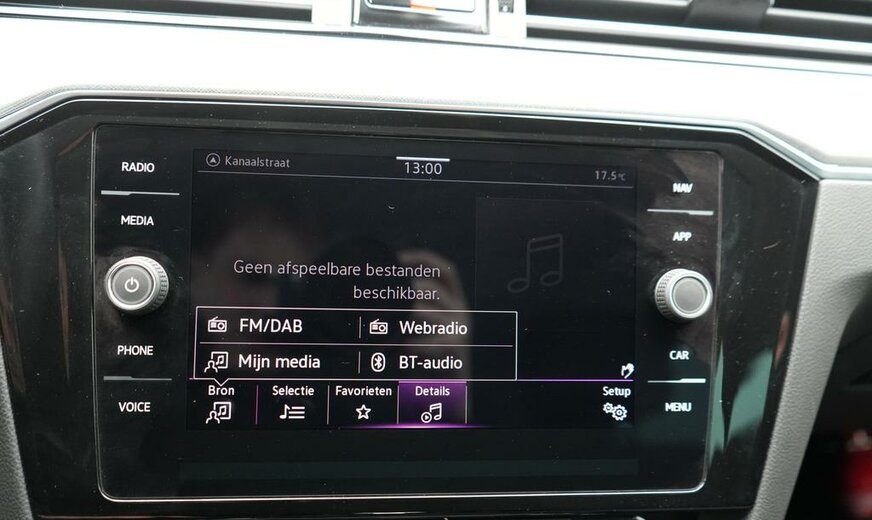 RADIO
MEDIA
PHONE
VOICE
Kanaalstraat
13:00
17.5°C
Geen afspeelbare bestanden
beschikbaar.
FM/DAB
Webradio
Mijn media
BT-audio
Bron
Selectie
Favorieten
Details
Setup
NAV
APP
CAR
MENU